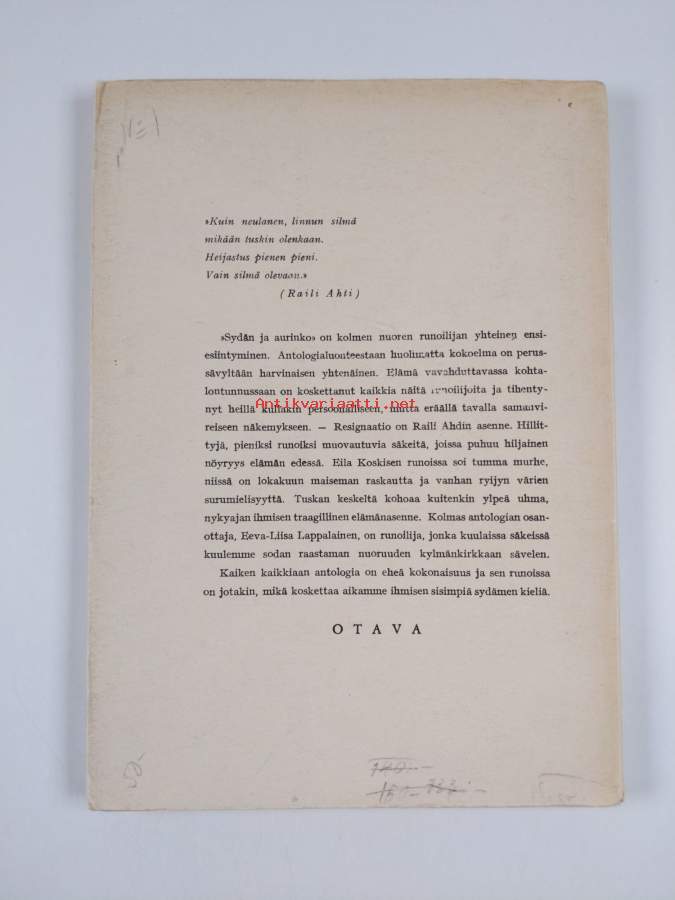 »Kuin neulanen, linnun silmä
mikään tuskin olenkaan.
Heijastus pienen pieni.
Vain silmä olevaan.»
(Raili Ahti)
»Sydän ja aurinko» on kolmen nuoren runoilijan yhteinen ensi-
esiintyminen. Antologialuonteestaan huolimatta kokoelma on perus-
sävyltään harvinaisen yhtenäinen. Elämä vavahduttavassa kohta-
lontunnussaan on koskettanut kaikkia näitä runoilijoita ja tihenty-
Antikvariaatti.net
nyt heillä kullakin persoonalliseen, mutta eräällä tavalla samanvi-
reiseen näkemykseen. — Resignaatio on Raili Ahdin asenne. Hillit-
tyjä, pieniksi runoiksi muovautuvia säkeitä, joissa puhuu hiljainen
nöyryys elämän edessä. Eila Koskisen runoissa soi tumma murhe,
niissä on lokakuun maiseman raskautta ja vanhan ryijyn värien
surumielisyyttä. Tuskan keskeltä kohoaa kuitenkin ylpeä uhma,
nykyajan ihmisen traagillinen elämänasenne. Kolmas antologian osan-
ottaja, Eeva-Liisa Lappalainen, on runoilija, jonka kuulaissa säkeissä
kuulemme sodan raastaman nuoruuden kylmänkirkkaan sävelen.
Kaiken kaikkiaan antologia on eheä kokonaisuus ja sen runoissa
on jotakin, mikä koskettaa aikamme ihmisen sisimpiä sydämen kieliä.
OTAVA